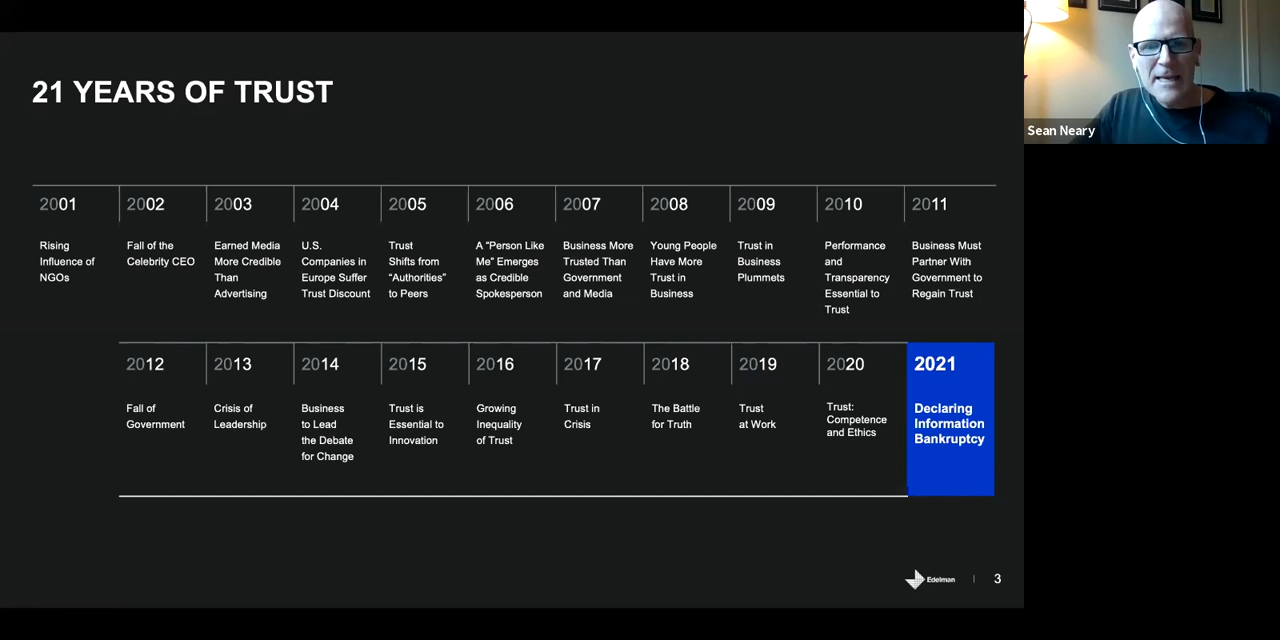 21 YEARS OF TRUST
Sean Neary
2001
Rising
Influence of
NGOs
2002
Fall of the
Celebrity CEO
2003
Earned Media
More Credible
Than
Advertising
2004
U.S.
Companies in
Europe Suffer
Trust Discount
2005
Trust
Shifts from
“Authorities”
to Peers
2006
A “Person Like
Me” Emerges
as Credible
Spokesperson
2007
Business More
Trusted Than
Government
and Media
2008
Young People
Have More
Trust in
Business
2009
Trust in
Business
Plummets
2010
Performance
and
Transparency
Essential to
Trust
2011
Business Must
Partner With
Government to
Regain Trust
2012
Fall of
Government
2013
Crisis of
Leadership
2014
Business
to Lead
the Debate
for Change
2015
Trust is
Essential to
Innovation
2016
Growing
Inequality
of Trust
2017
Trust in
Crisis
2018
The Battle
for Truth
2019
Trust
at Work
2020
Trust:
Competence
and Ethics
2021
Declaring
Information
Bankruptcy
Edelman
3